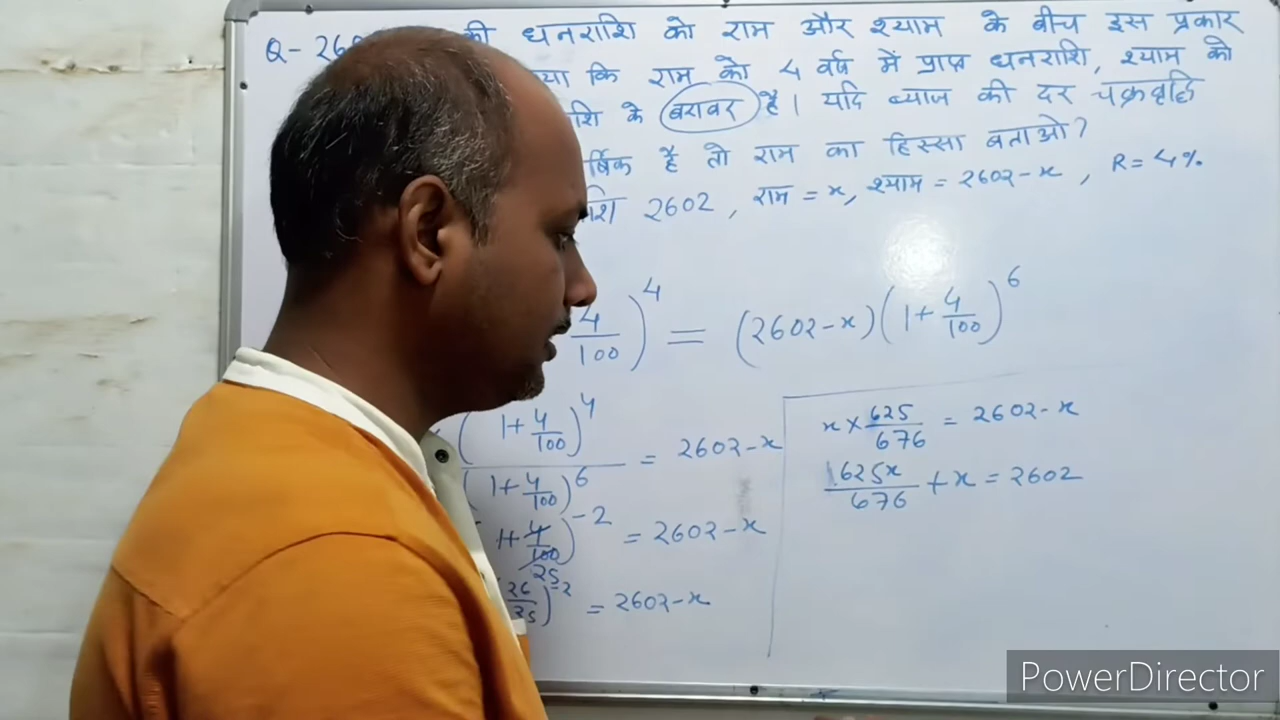 Q- 260 की धनराशि को राम और श्याम के बीच इस प्रकार
या कि राम को 4 वर्ष में प्राप्त धनराशि, श्याम को
शि के बराबर है। यदि ब्याज की दर चक्रवृद्धि
र्षिक है तो राम का हिस्सा बताओ?
शि 2602, राम = x, श्याम = 2602-x, R = 4%
4/100)^4 = (2602-x)(1+4/100)^6
(1+4/100)^4/(1+4/100)^6 = 2602-x
1+4/100 25)^-2 = 2602-x
26/25)^-2 = 2602-x
x × 625/676 = 2602-x
625x/676 + x = 2602
PowerDirector